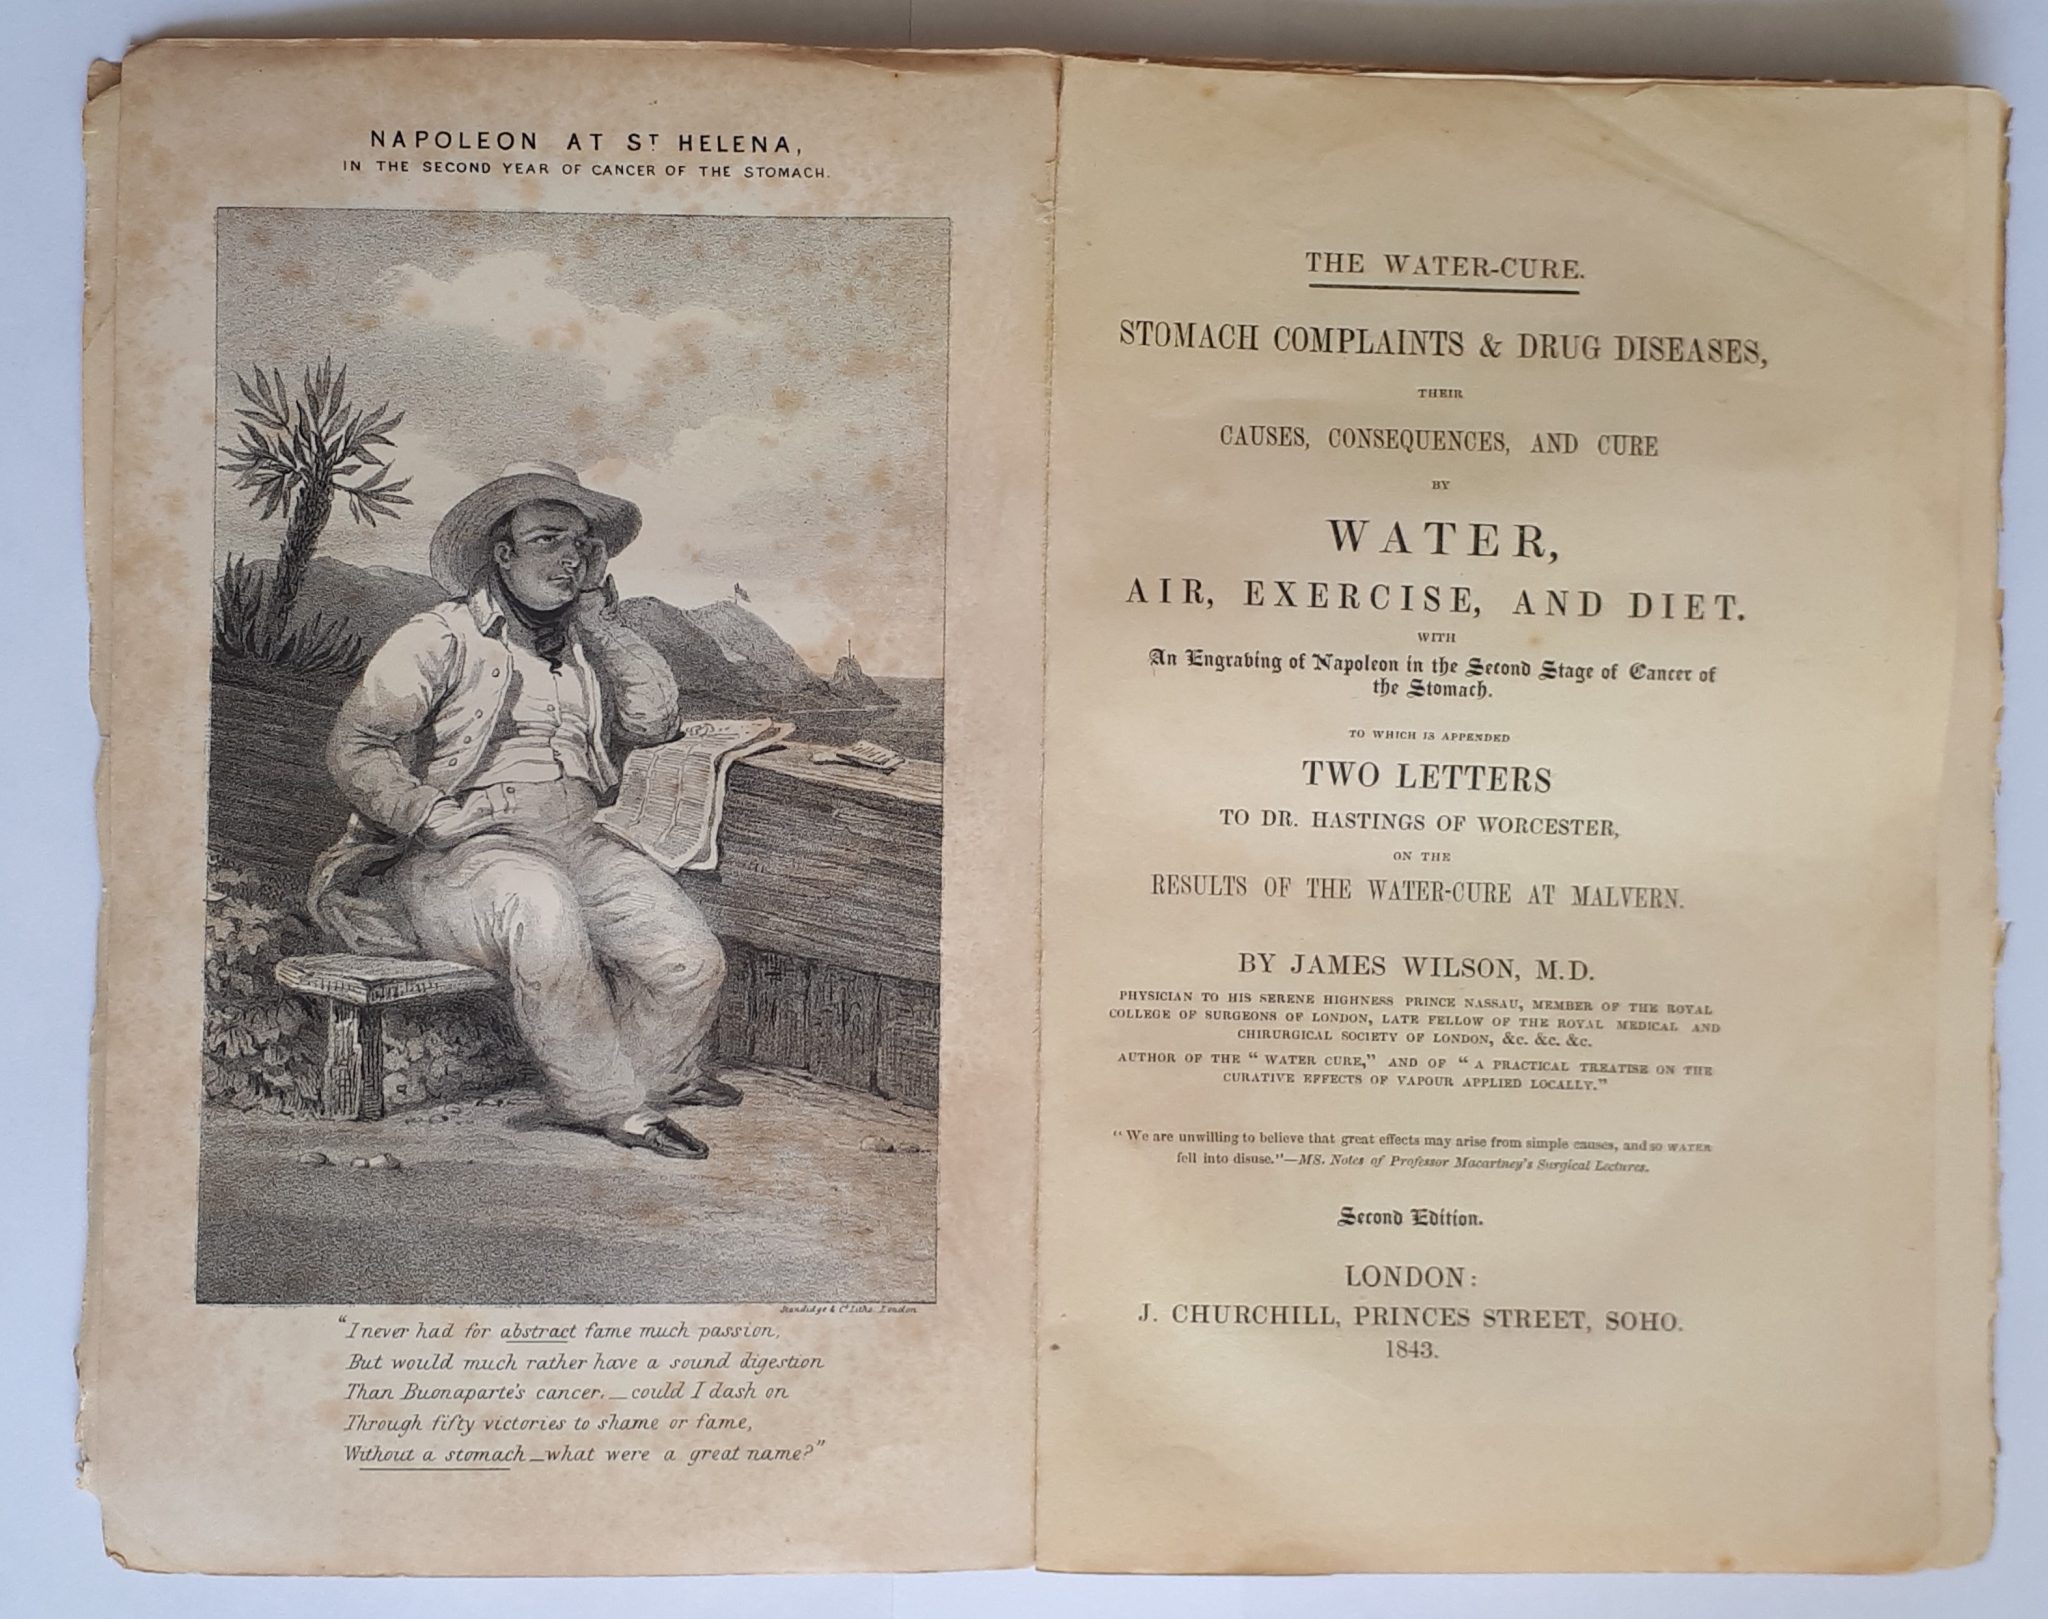 NAPOLEON AT ST HELENA,
IN THE SECOND YEAR OF CANCER OF THE STOMACH.
Standidge & Co. Litho. London
"I never had for abstract fame much passion,
But would much rather have a sound digestion
Than Buonaparte's cancer. — could I dash on
Through fifty victories to shame or fame,
Without a stomach — what were a great name?"
THE WATER-CURE.
STOMACH COMPLAINTS & DRUG DISEASES,
THEIR
CAUSES, CONSEQUENCES, AND CURE
BY
WATER,
AIR, EXERCISE, AND DIET.
WITH
An Engraving of Napoleon in the Second Stage of Cancer of
the Stomach.
TO WHICH IS APPENDED
TWO LETTERS
TO DR. HASTINGS OF WORCESTER,
ON THE
RESULTS OF THE WATER-CURE AT MALVERN.
BY JAMES WILSON, M.D.
PHYSICIAN TO HIS SERENE HIGHNESS PRINCE NASSAU, MEMBER OF THE ROYAL
COLLEGE OF SURGEONS OF LONDON, LATE FELLOW OF THE ROYAL MEDICAL AND
CHIRURGICAL SOCIETY OF LONDON, &c. &c. &c.
AUTHOR OF THE "WATER CURE," AND OF "A PRACTICAL TREATISE ON THE
CURATIVE EFFECTS OF VAPOUR APPLIED LOCALLY."
"We are unwilling to believe that great effects may arise from simple causes, and so WATER
fell into disuse."—MS. Notes of Professor Macartney's Surgical Lectures.
Second Edition.
LONDON:
J. CHURCHILL, PRINCES STREET, SOHO.
1843.